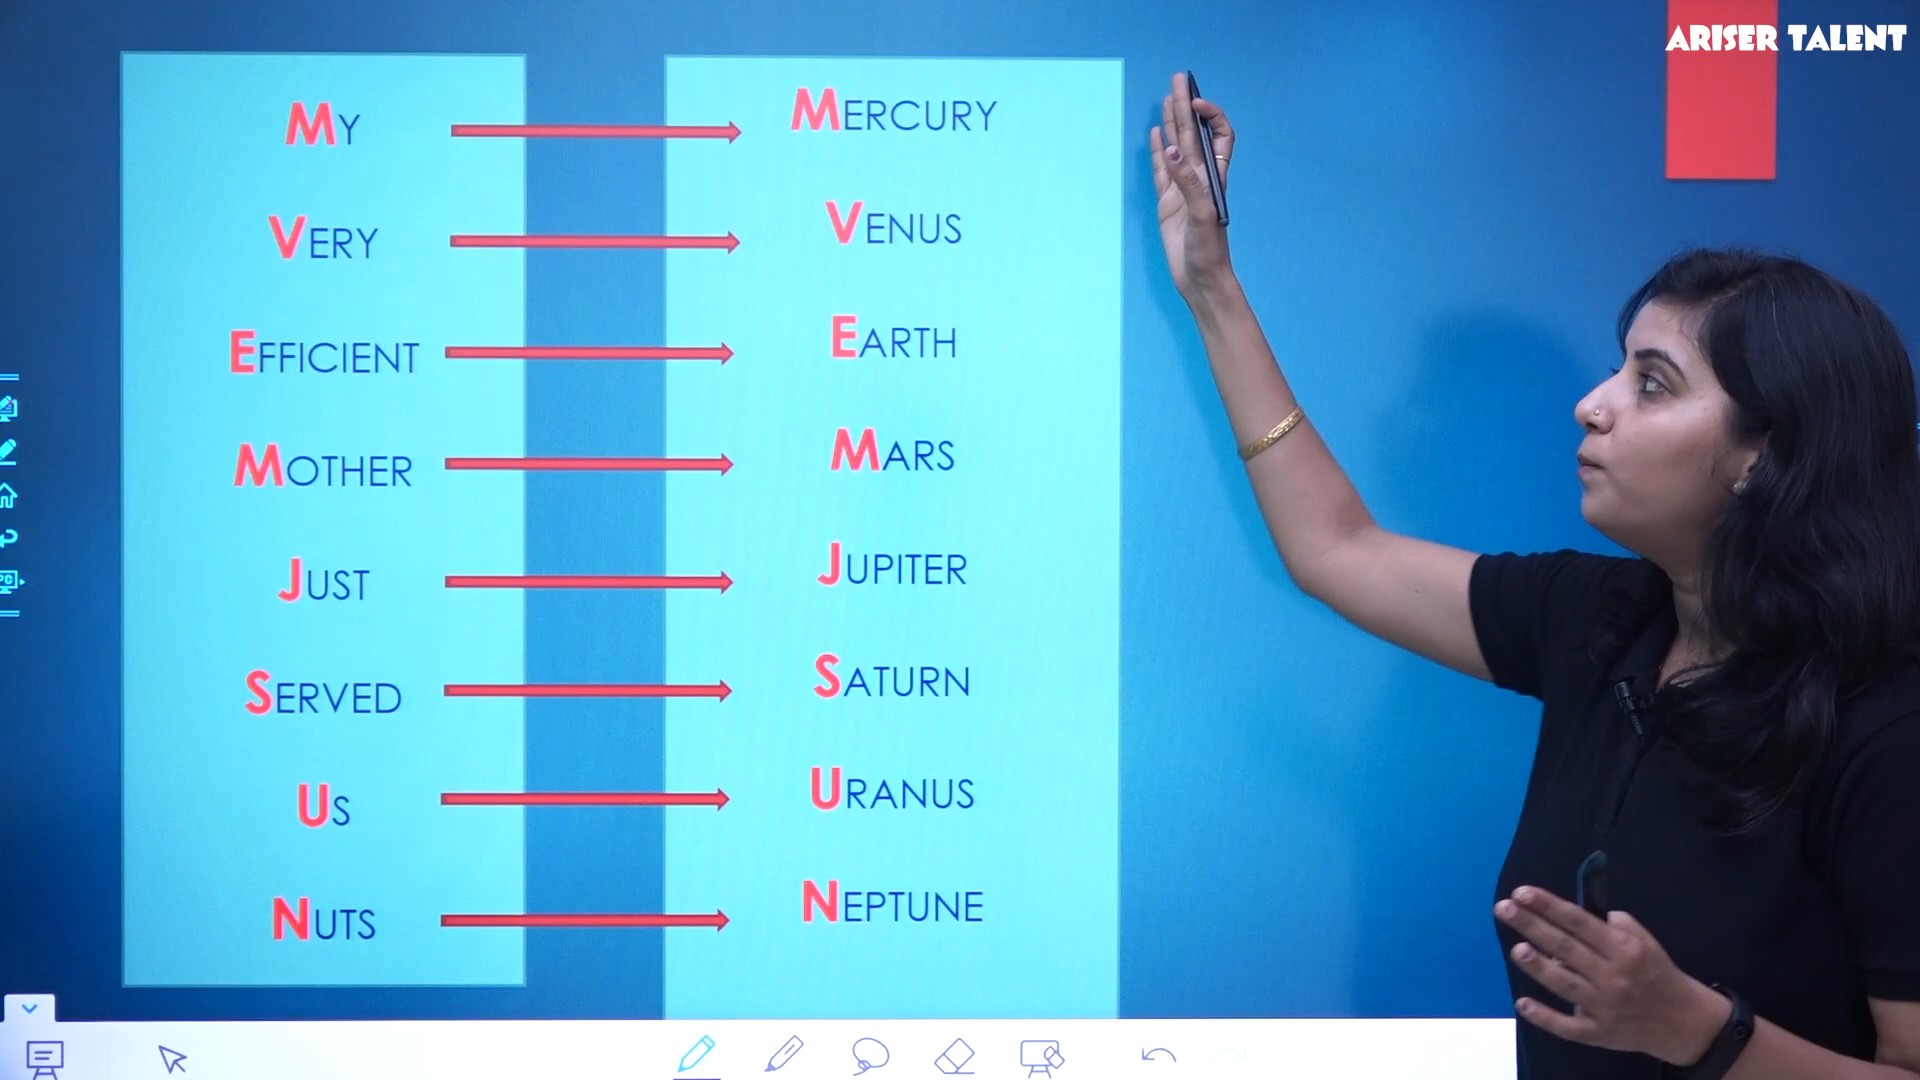 ARISER TALENT
MY MERCURY
VERY VENUS
EFFICIENT EARTH
MOTHER MARS
JUST JUPITER
SERVED SATURN
US URANUS
NUTS NEPTUNE